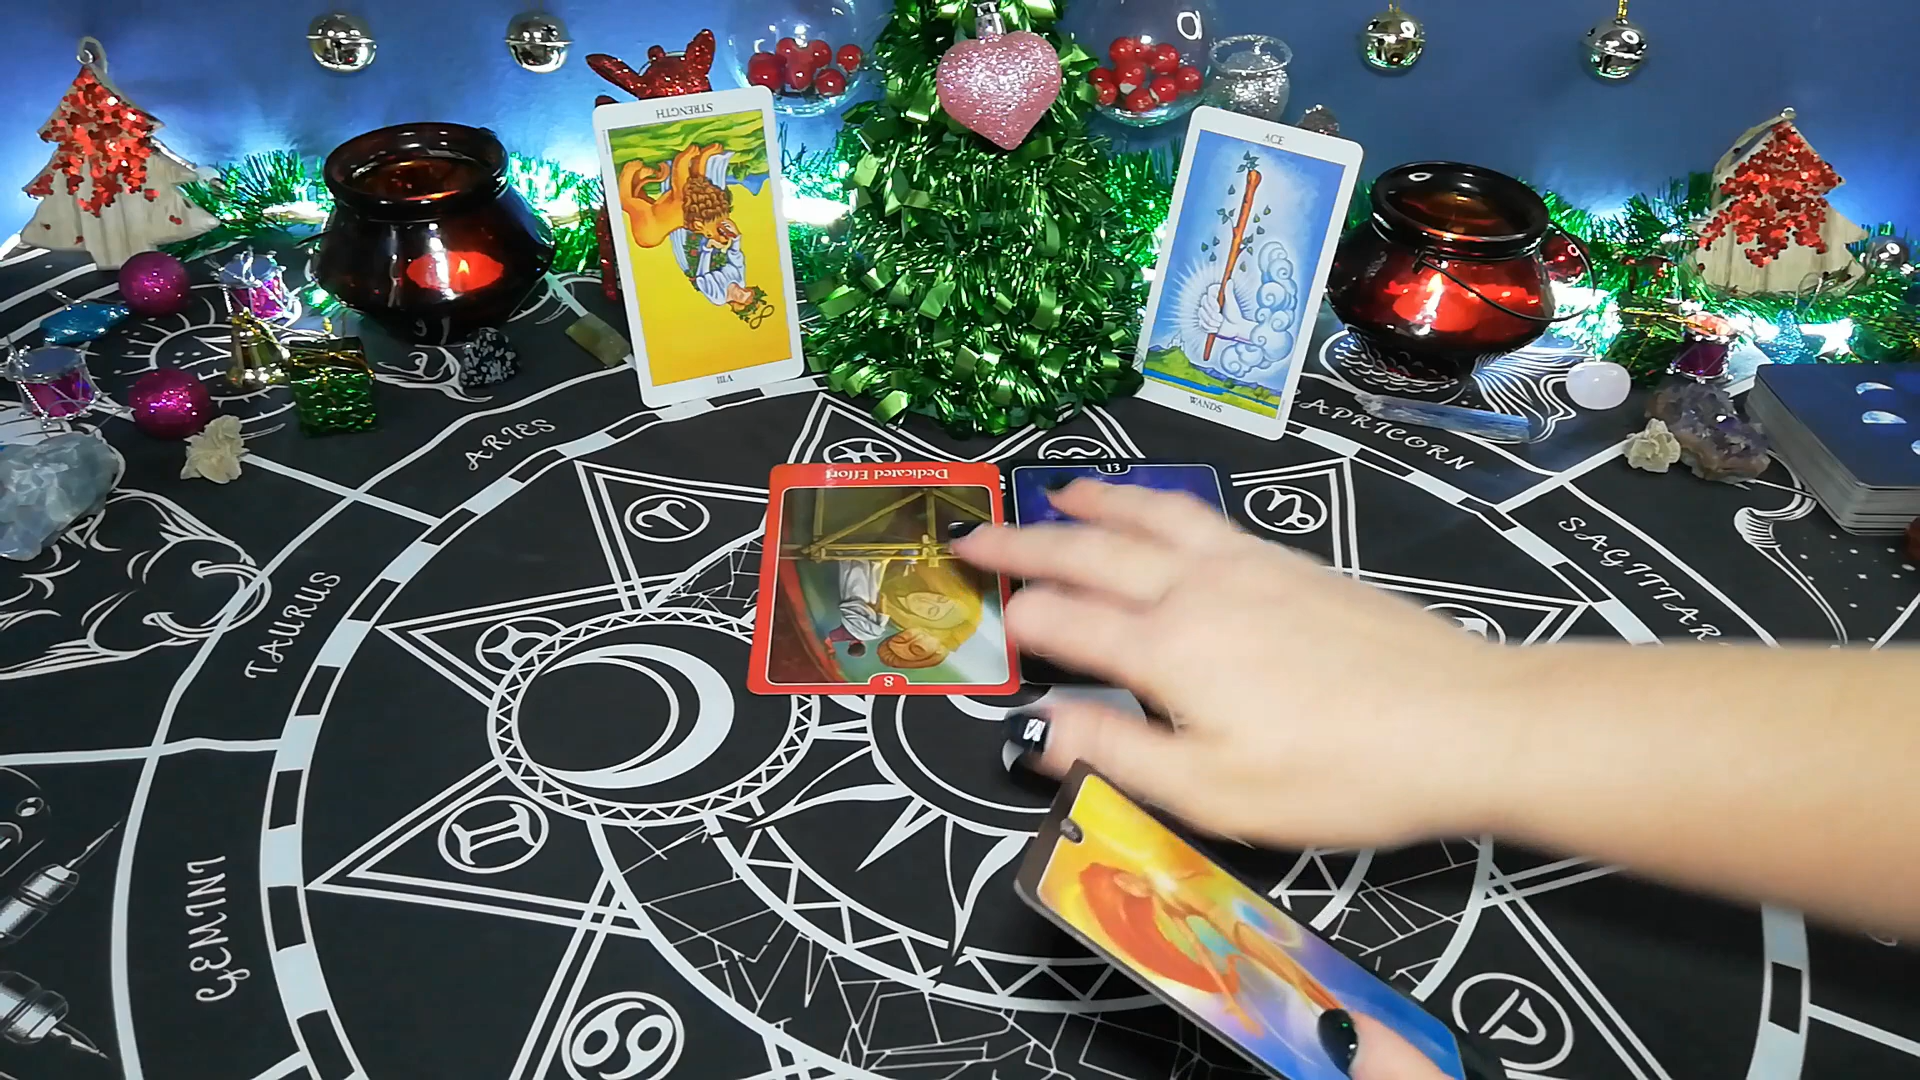 STRENGTH
VIII
ACE
WANDS
ARIES
CAPRICORN
Dedicated Effort
8
13
TAURUS
SAGITTAR
GEMINI